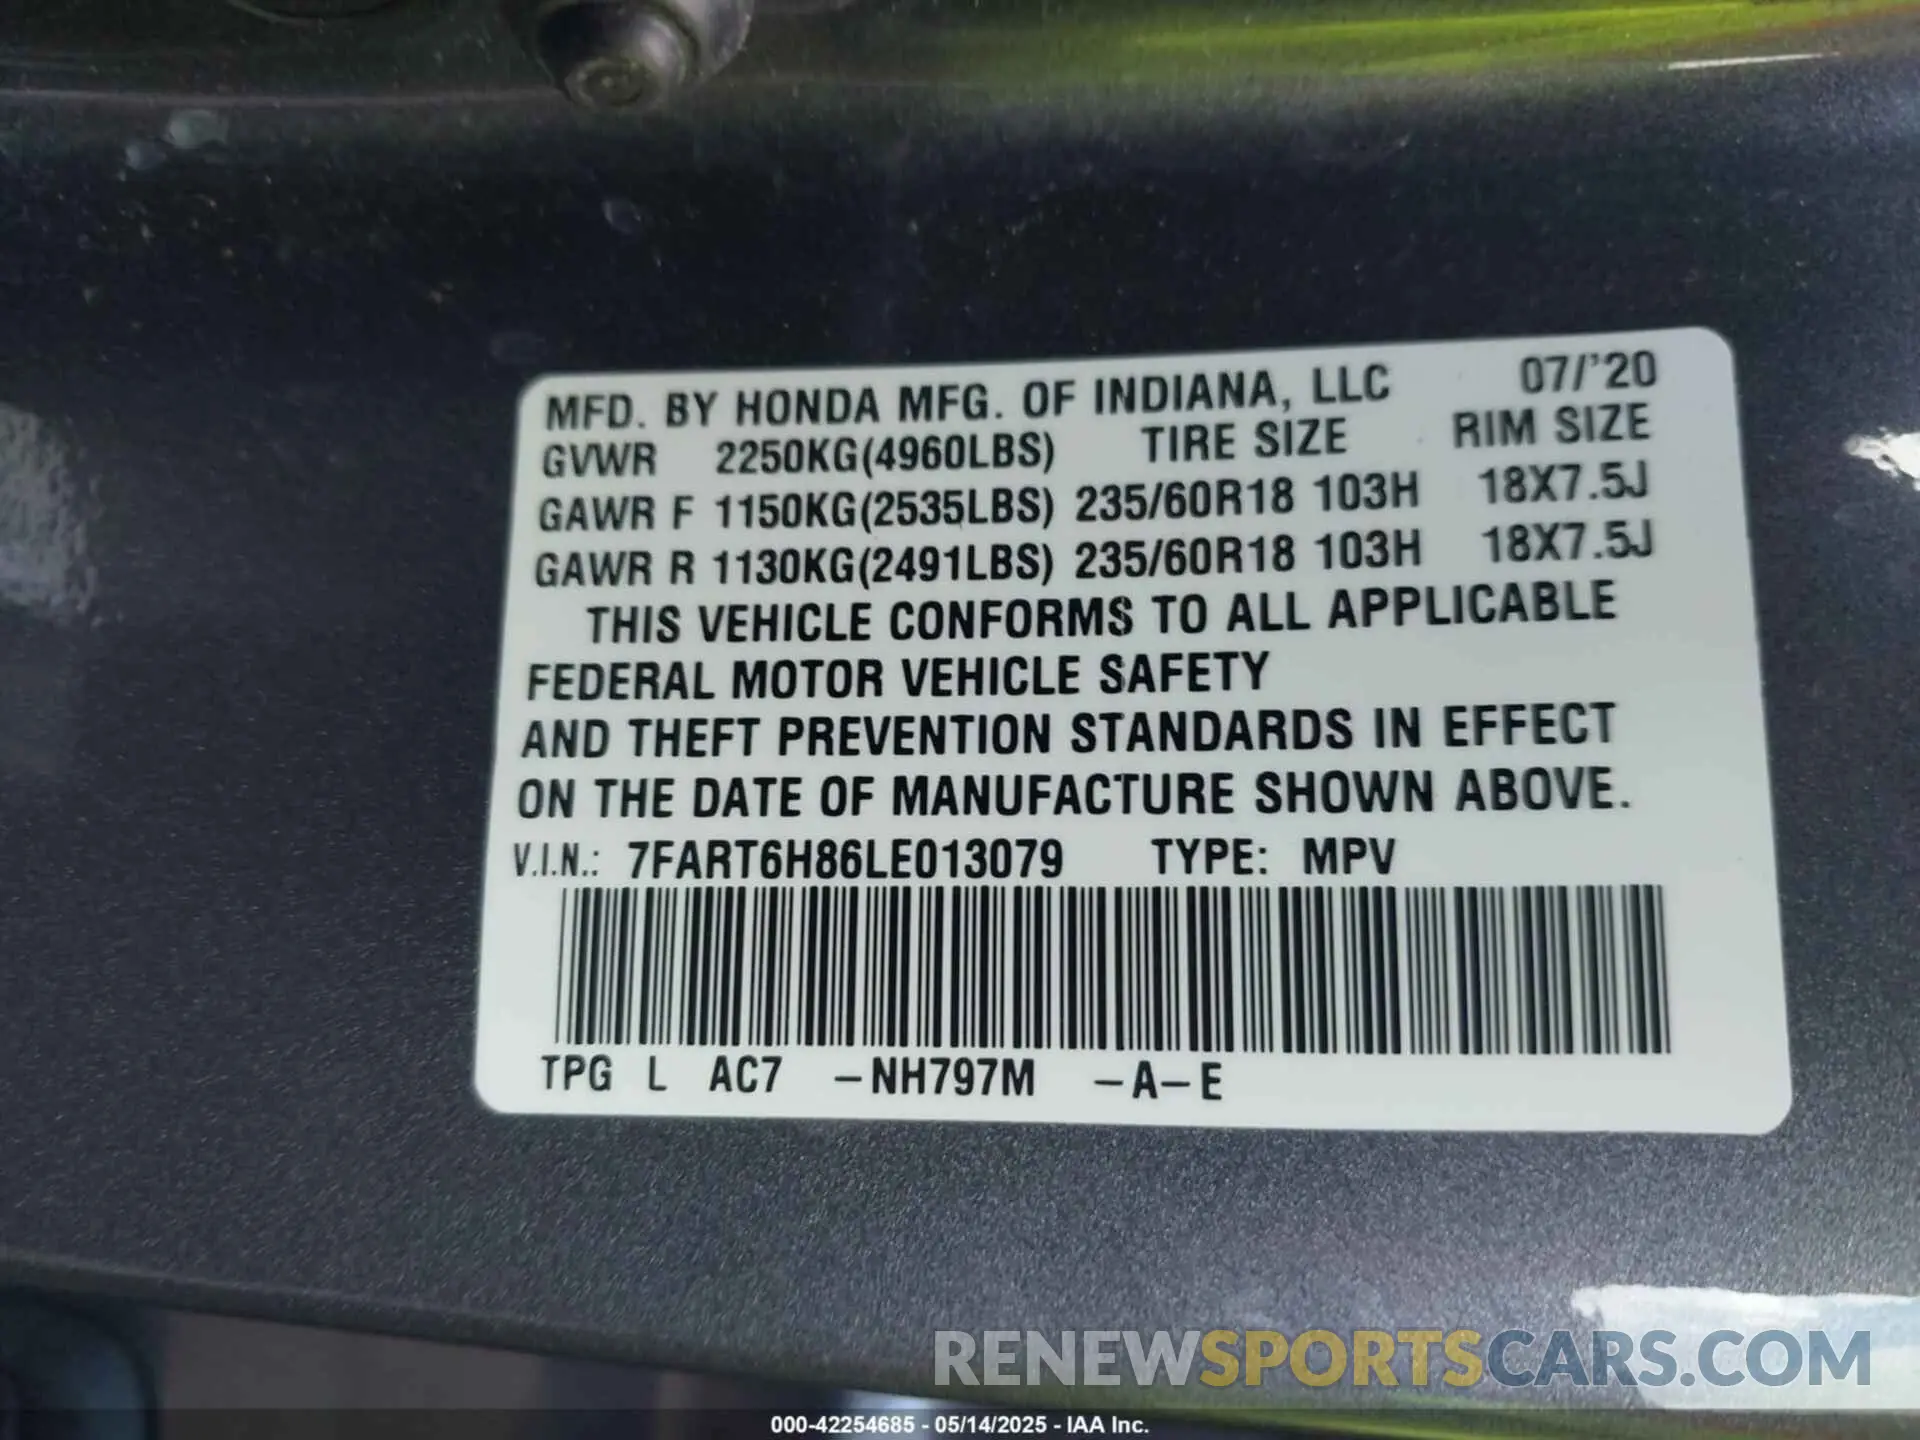 MFD. BY HONDA MFG. OF INDIANA, LLC 07/'20
GVWR 2250KG(4960LBS) TIRE SIZE RIM SIZE
GAWR F 1150KG(2535LBS) 235/60R18 103H 18X7.5J
GAWR R 1130KG(2491LBS) 235/60R18 103H 18X7.5J
THIS VEHICLE CONFORMS TO ALL APPLICABLE
FEDERAL MOTOR VEHICLE SAFETY
AND THEFT PREVENTION STANDARDS IN EFFECT
ON THE DATE OF MANUFACTURE SHOWN ABOVE.
V.I.N.: 7FART6H86LE013079 TYPE: MPV
TPG L AC7 –NH797M –A–E
RENEWSPORTSCARS.COM
000-42254685 - 05/14/2025 - IAA Inc.